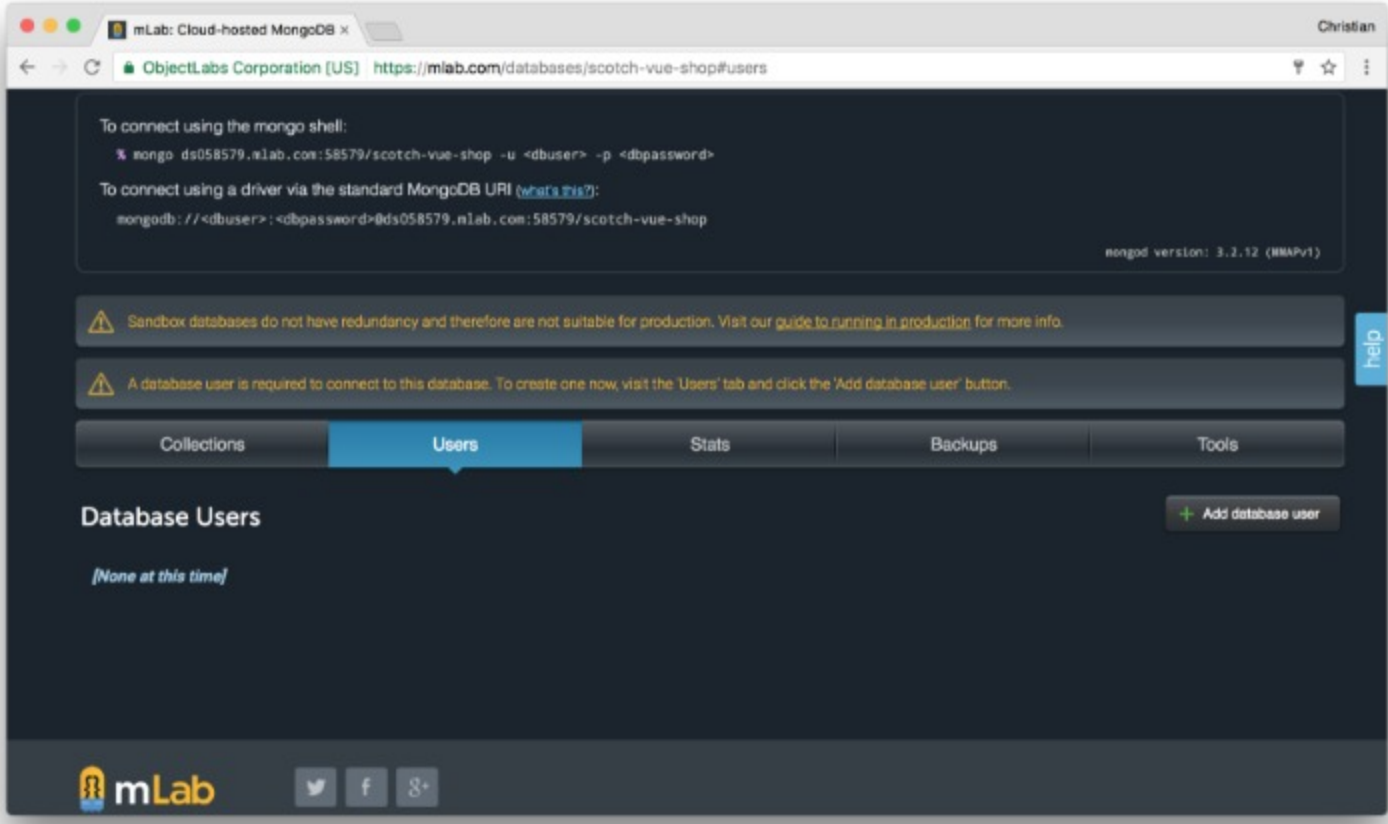 mLab: Cloud-hosted MongoDB ×
Christian
ObjectLabs Corporation [US] https://mlab.com/databases/scotch-vue-shop#users
To connect using the mongo shell:
% mongo ds058579.mlab.com:58579/scotch-vue-shop -u <dbuser> -p <dbpassword>
To connect using a driver via the standard MongoDB URI (what's this?):
mongodb://<dbuser>:<dbpassword>@ds058579.mlab.com:58579/scotch-vue-shop
mongod version: 3.2.12 (MMAPv1)
Sandbox databases do not have redundancy and therefore are not suitable for production. Visit our guide to running in production for more info.
help
A database user is required to connect to this database. To create one now, visit the 'Users' tab and click the 'Add database user' button.
Collections Users Stats Backups Tools
Database Users
+ Add database user
[None at this time]
mLab
f 8+